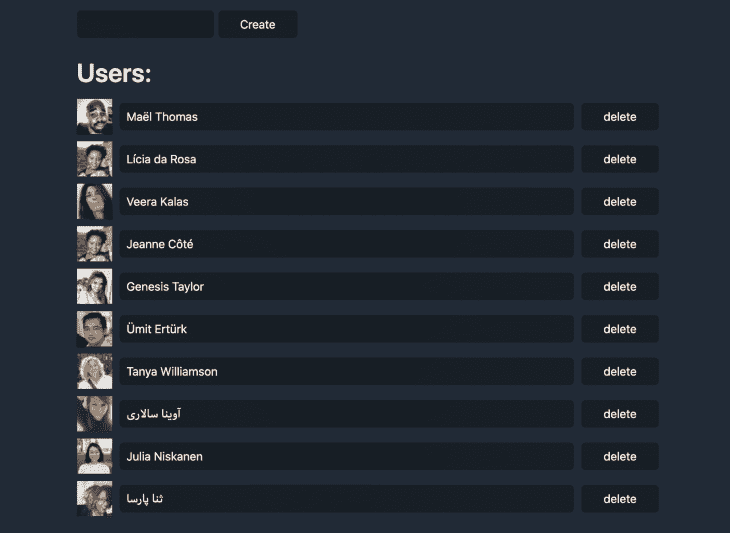 Create
Users:
Maël Thomas
delete
Lícia da Rosa
delete
Veera Kalas
delete
Jeanne Côté
delete
Genesis Taylor
delete
Ümit Ertürk
delete
Tanya Williamson
delete
آوینا سالاری
delete
Julia Niskanen
delete
ثنا پارسا
delete